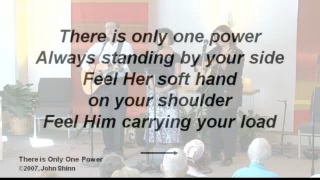 There is only one power
Always standing by your side
Feel Her soft hand
on your shoulder
Feel Him carrying your load
There is Only One Power
©2007, John Shinn